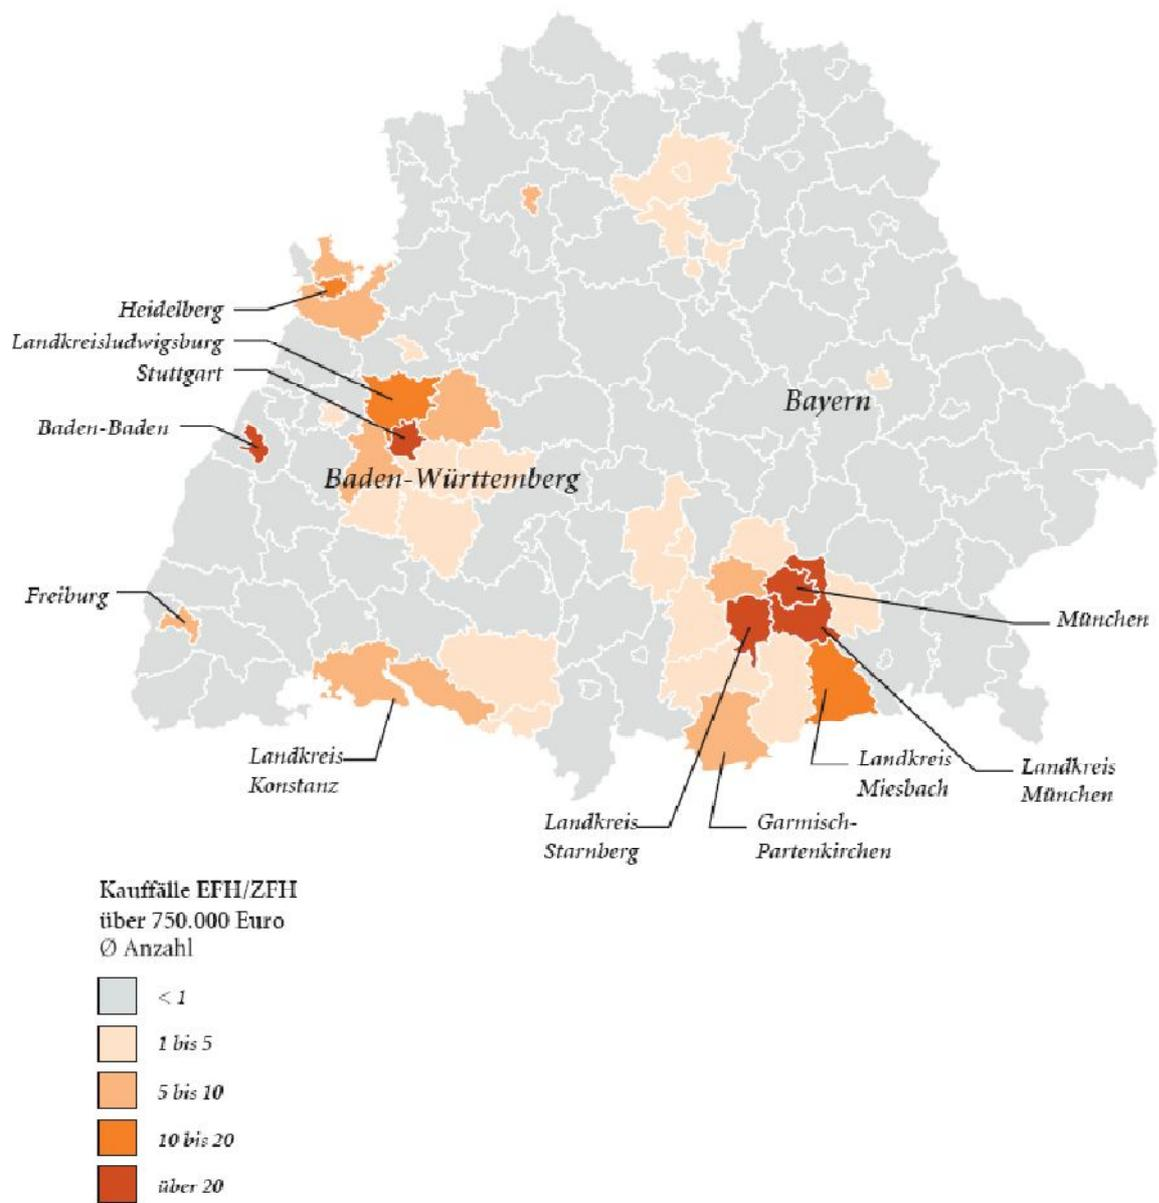 Heidelberg
Landkreisludwigsburg
Stuttgart
Baden-Baden
Bayern
Baden-Württemberg
Freiburg
München
Landkreis
Konstanz
Landkreis
Miesbach
Landkreis
München
Landkreis
Starnberg
Garmisch-
Partenkirchen
Kauffälle EFH/ZFH
über 750.000 Euro
Ø Anzahl
< 1
1 bis 5
5 bis 10
10 bis 20
über 20